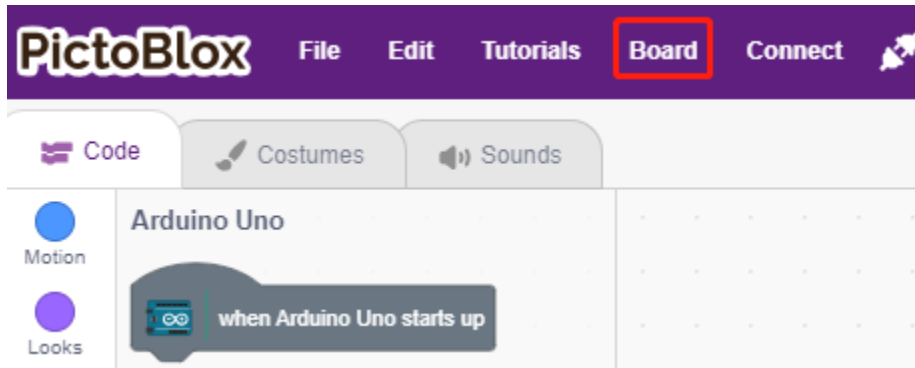 PictoBlox File Edit Tutorials Board Connect
Code Costumes Sounds
Motion
Looks
Arduino Uno
when Arduino Uno starts up